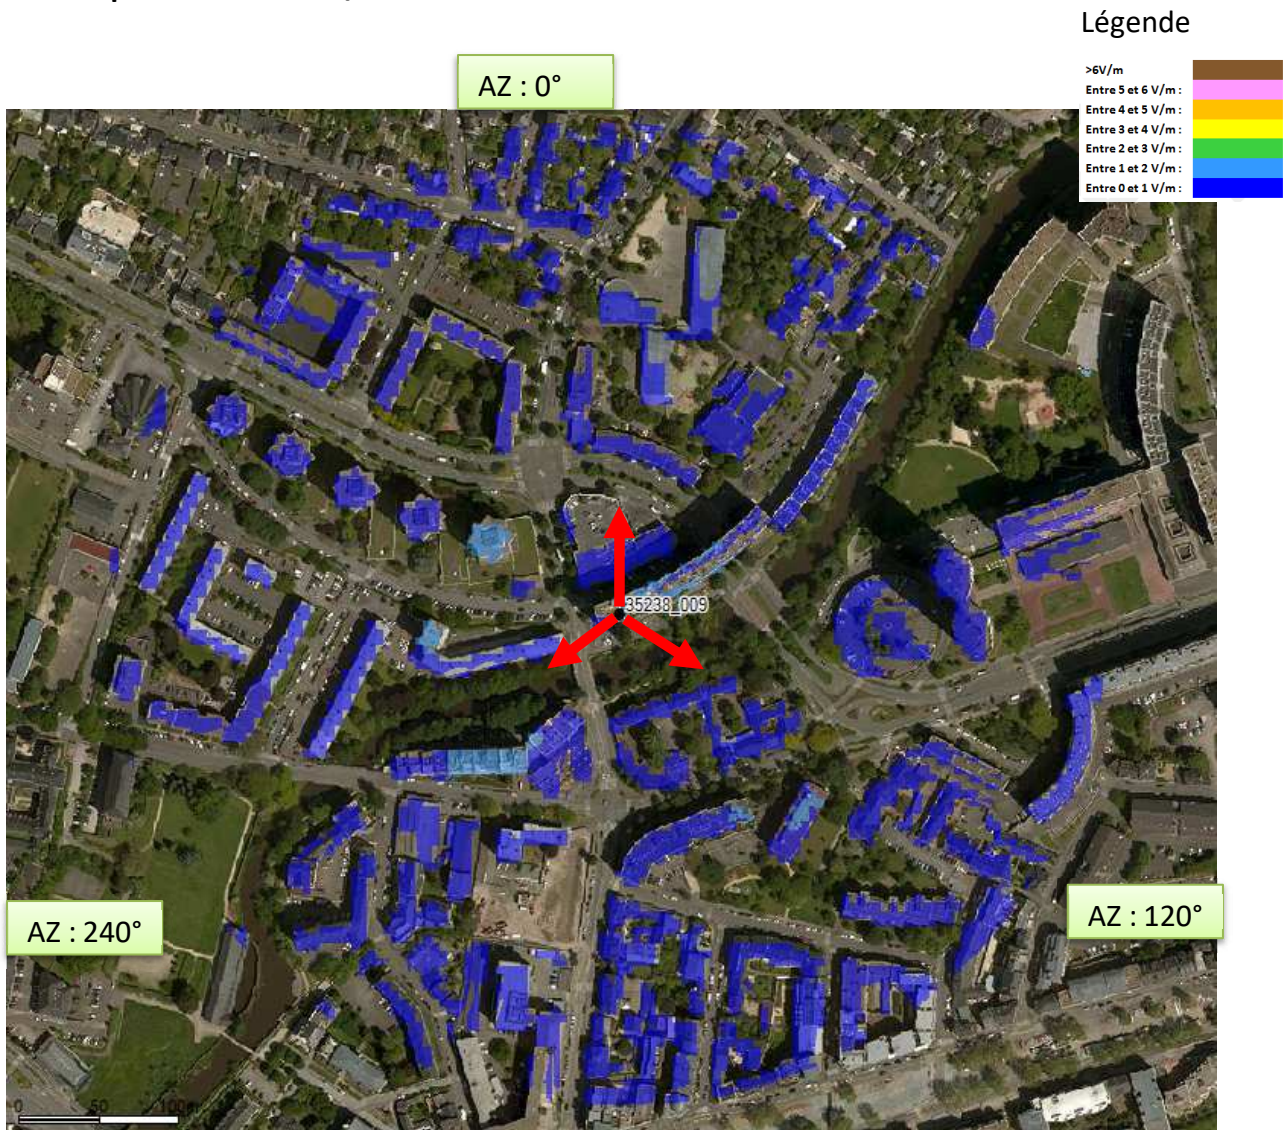 Légende
AZ : 0°
>6V/m
Entre 5 et 6 V/m :
Entre 4 et 5 V/m :
Entre 3 et 4 V/m :
Entre 2 et 3 V/m :
Entre 1 et 2 V/m :
Entre 0 et 1 V/m :
35238_009
AZ : 240°
AZ : 120°
0 50 100m